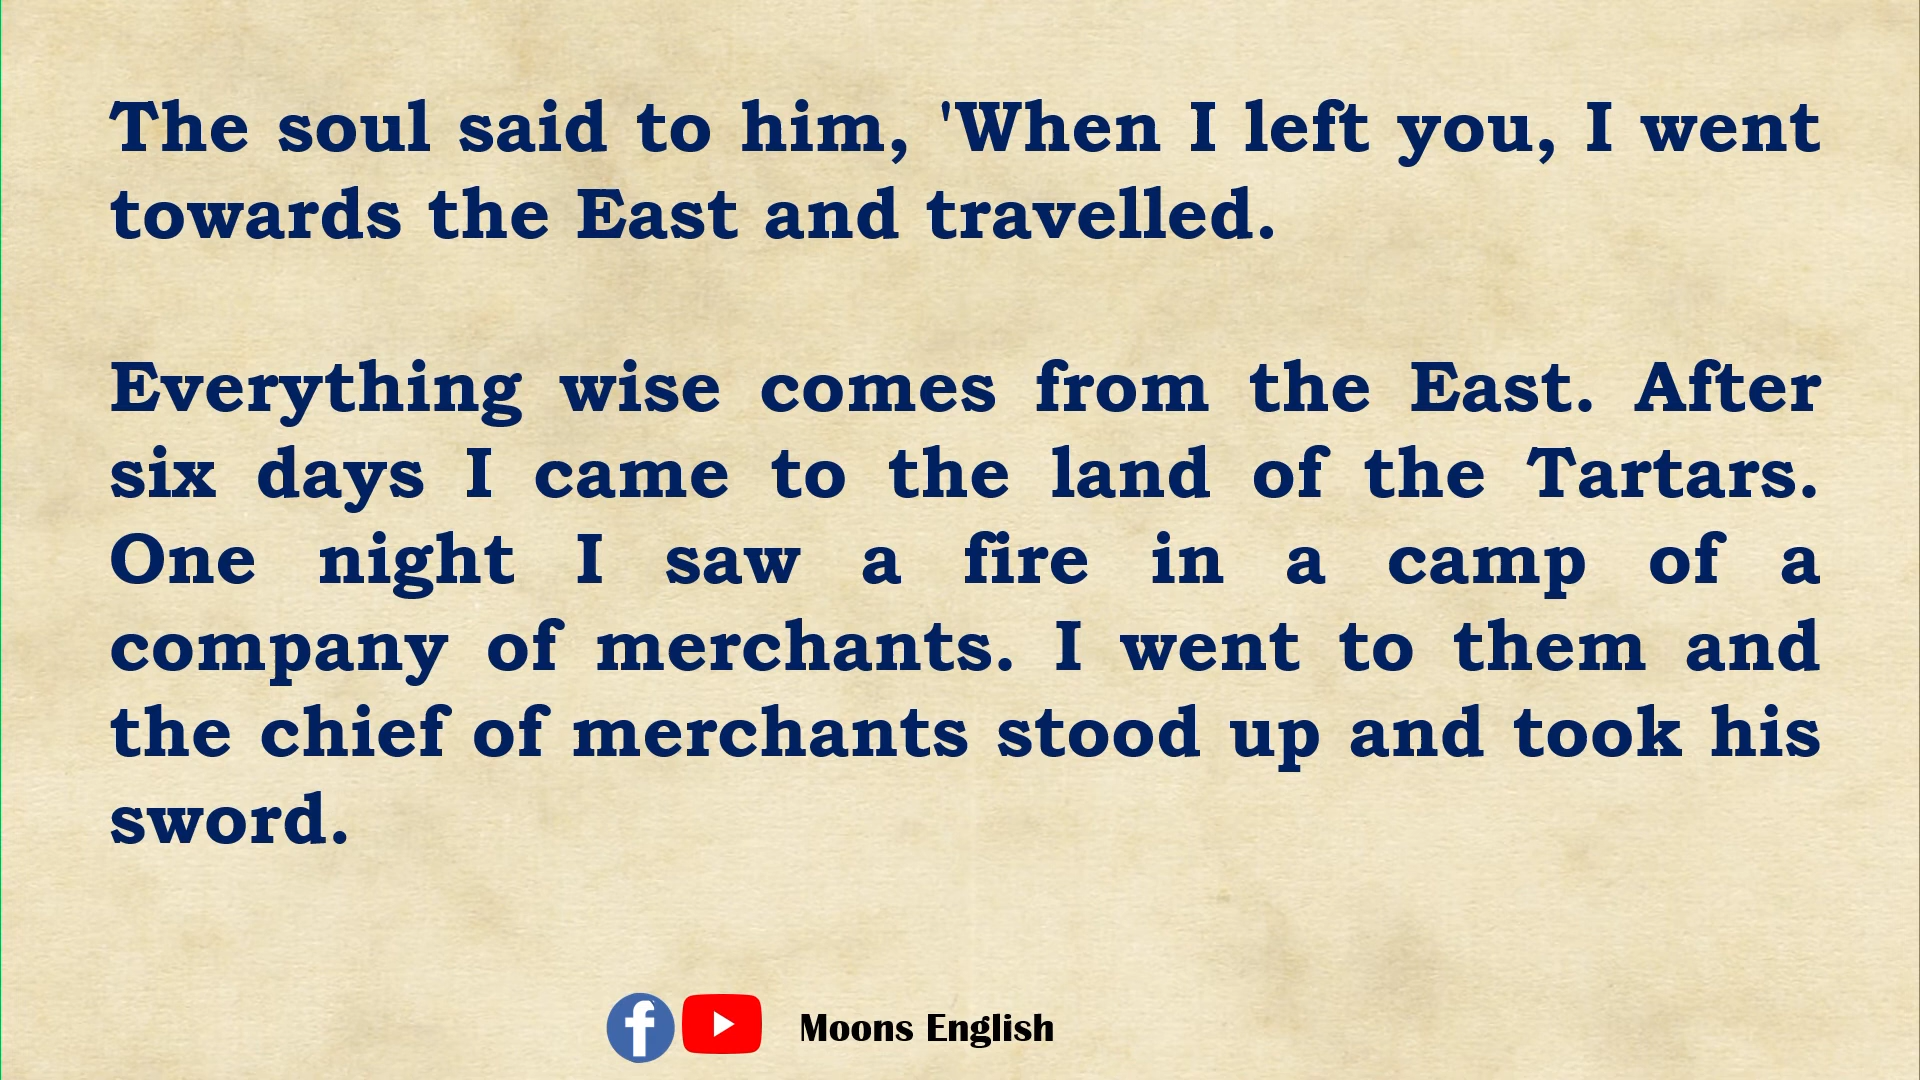 The soul said to him, 'When I left you, I went
towards the East and travelled.
Everything wise comes from the East. After
six days I came to the land of the Tartars.
One night I saw a fire in a camp of a
company of merchants. I went to them and
the chief of merchants stood up and took his
sword.
Moons English